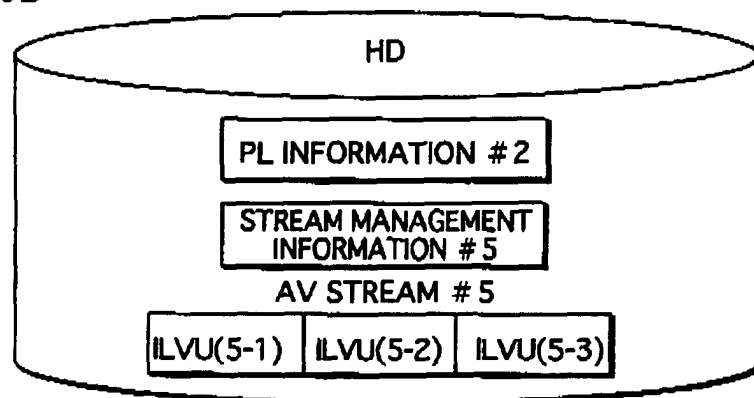 HD
PL INFORMATION #2
STREAM MANAGEMENT
INFORMATION #5
AV STREAM #5
ILVU(5-1) ILVU(5-2) ILVU(5-3)